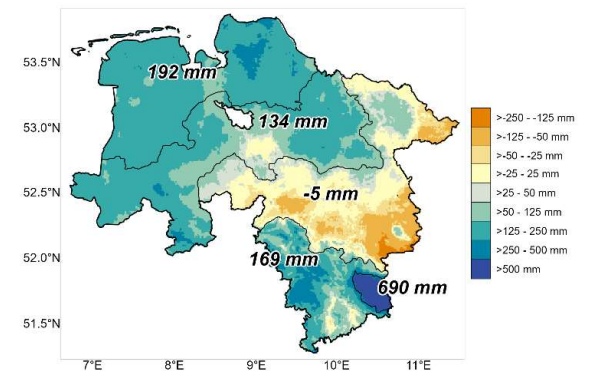 53.5°N
53.0°N
52.5°N
52.0°N
51.5°N
192 mm
134 mm
-5 mm
169 mm
690 mm
7°E 8°E 9°E 10°E 11°E
>-250 - -125 mm
>-125 - -50 mm
>-50 - -25 mm
>-25 - 25 mm
>25 - 50 mm
>50 - 125 mm
>125 - 250 mm
>250 - 500 mm
>500 mm